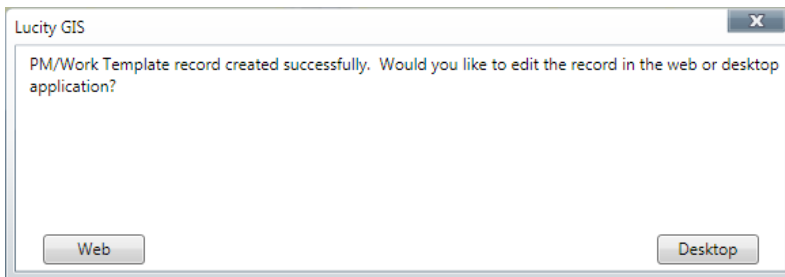 Lucity GIS
X
PM/Work Template record created successfully. Would you like to edit the record in the web or desktop
application?
Web
Desktop